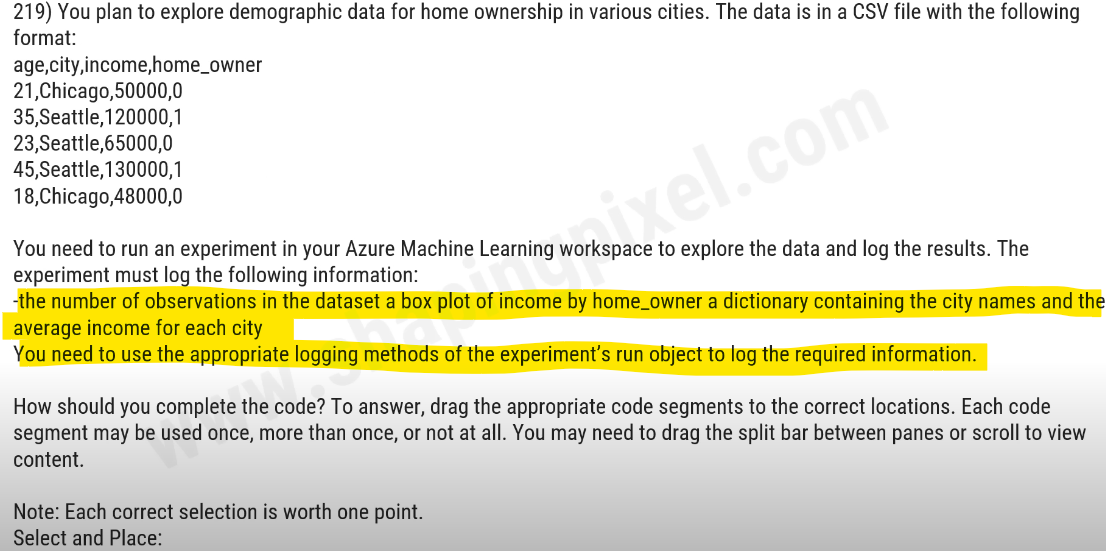 219) You plan to explore demographic data for home ownership in various cities. The data is in a CSV file with the following
format:
age,city,income,home_owner
21,Chicago,50000,0
35,Seattle,120000,1
23,Seattle,65000,0
45,Seattle,130000,1
18,Chicago,48000,0
You need to run an experiment in your Azure Machine Learning workspace to explore the data and log the results. The
experiment must log the following information:
-the number of observations in the dataset a box plot of income by home_owner a dictionary containing the city names and the
average income for each city
You need to use the appropriate logging methods of the experiment's run object to log the required information.
How should you complete the code? To answer, drag the appropriate code segments to the correct locations. Each code
segment may be used once, more than once, or not at all. You may need to drag the split bar between panes or scroll to view
content.
Note: Each correct selection is worth one point.
Select and Place:
www.shapingpixel.com